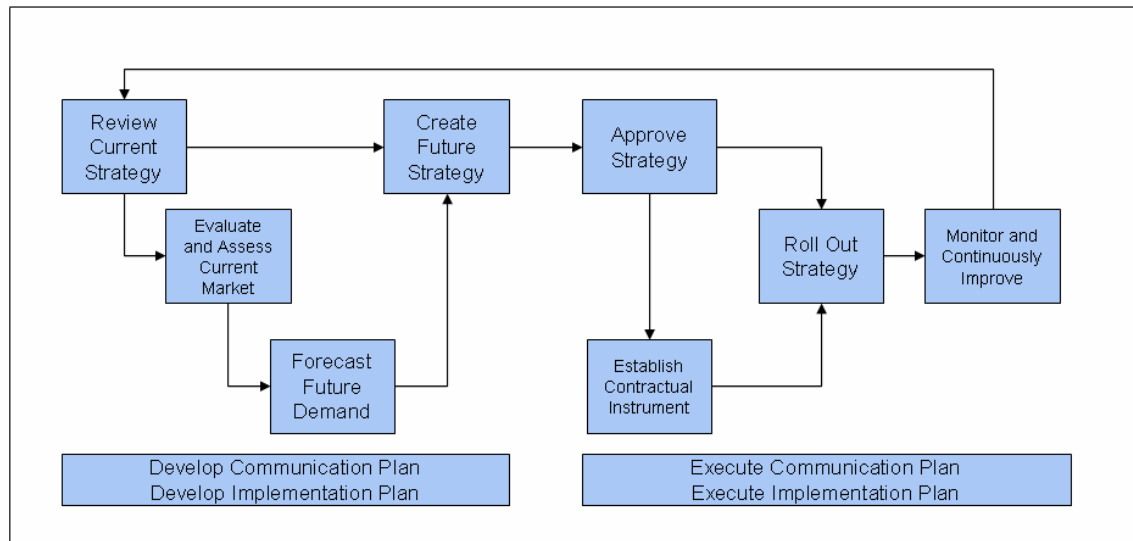 Review
Current
Strategy
Create
Future
Strategy
Approve
Strategy
Evaluate
and Assess
Current
Market
Roll Out
Strategy
Monitor and
Continuously
Improve
Forecast
Future
Demand
Establish
Contractual
Instrument
Develop Communication Plan
Develop Implementation Plan
Execute Communication Plan
Execute Implementation Plan